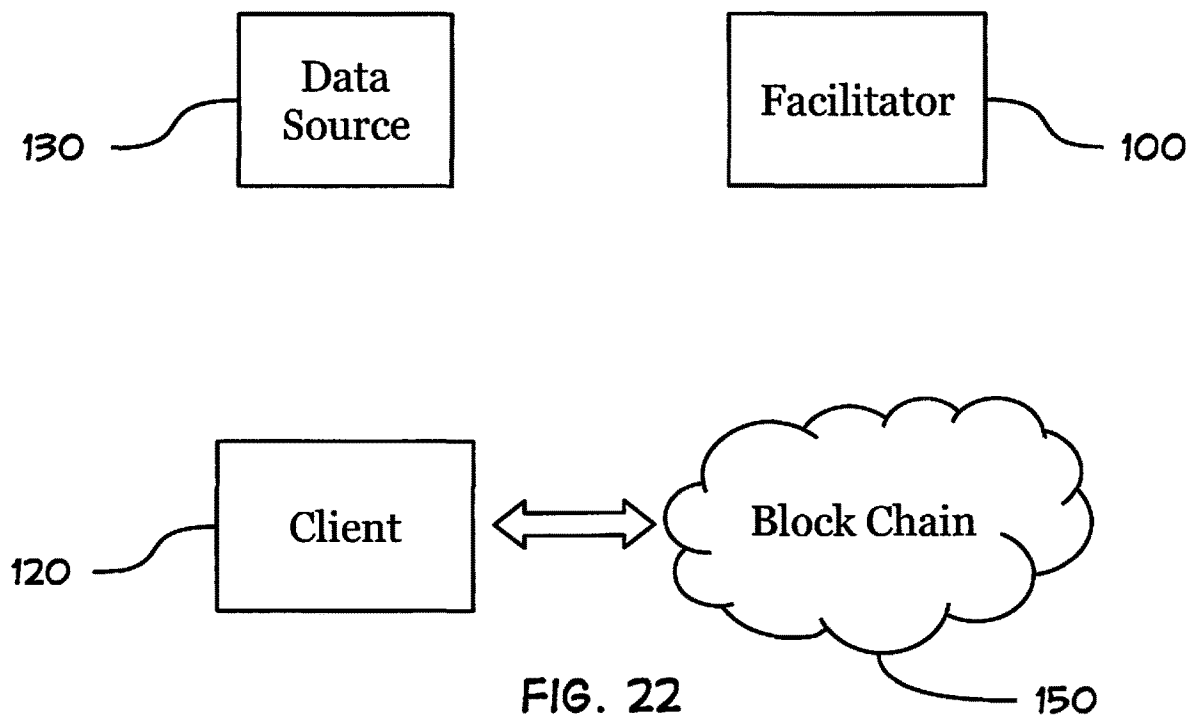 Data
Source
130
Facilitator
100
Client
120
Block Chain
150
FIG. 22